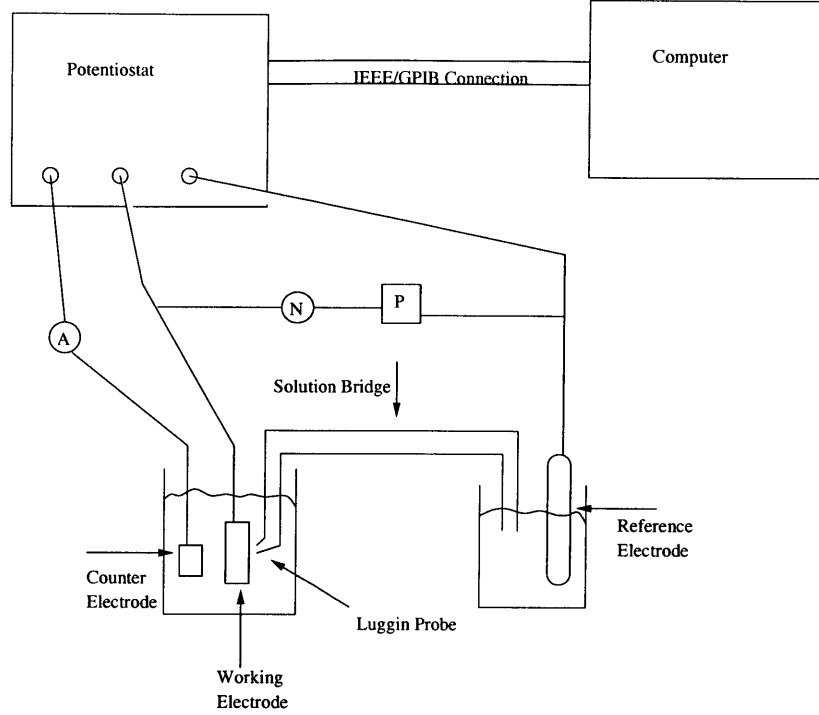 Potentiostat
Computer
IEEE/GPIB Connection
N
P
A
Solution Bridge
Reference
Electrode
Counter
Electrode
Luggin Probe
Working
Electrode